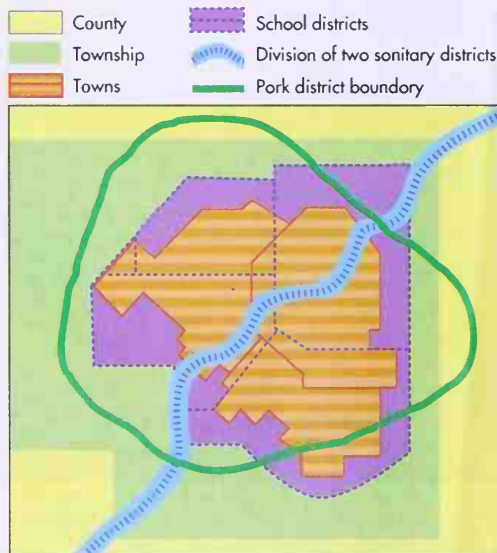 County
Township
Towns
School districts
Division of two sonitary districts
Pork district boundory